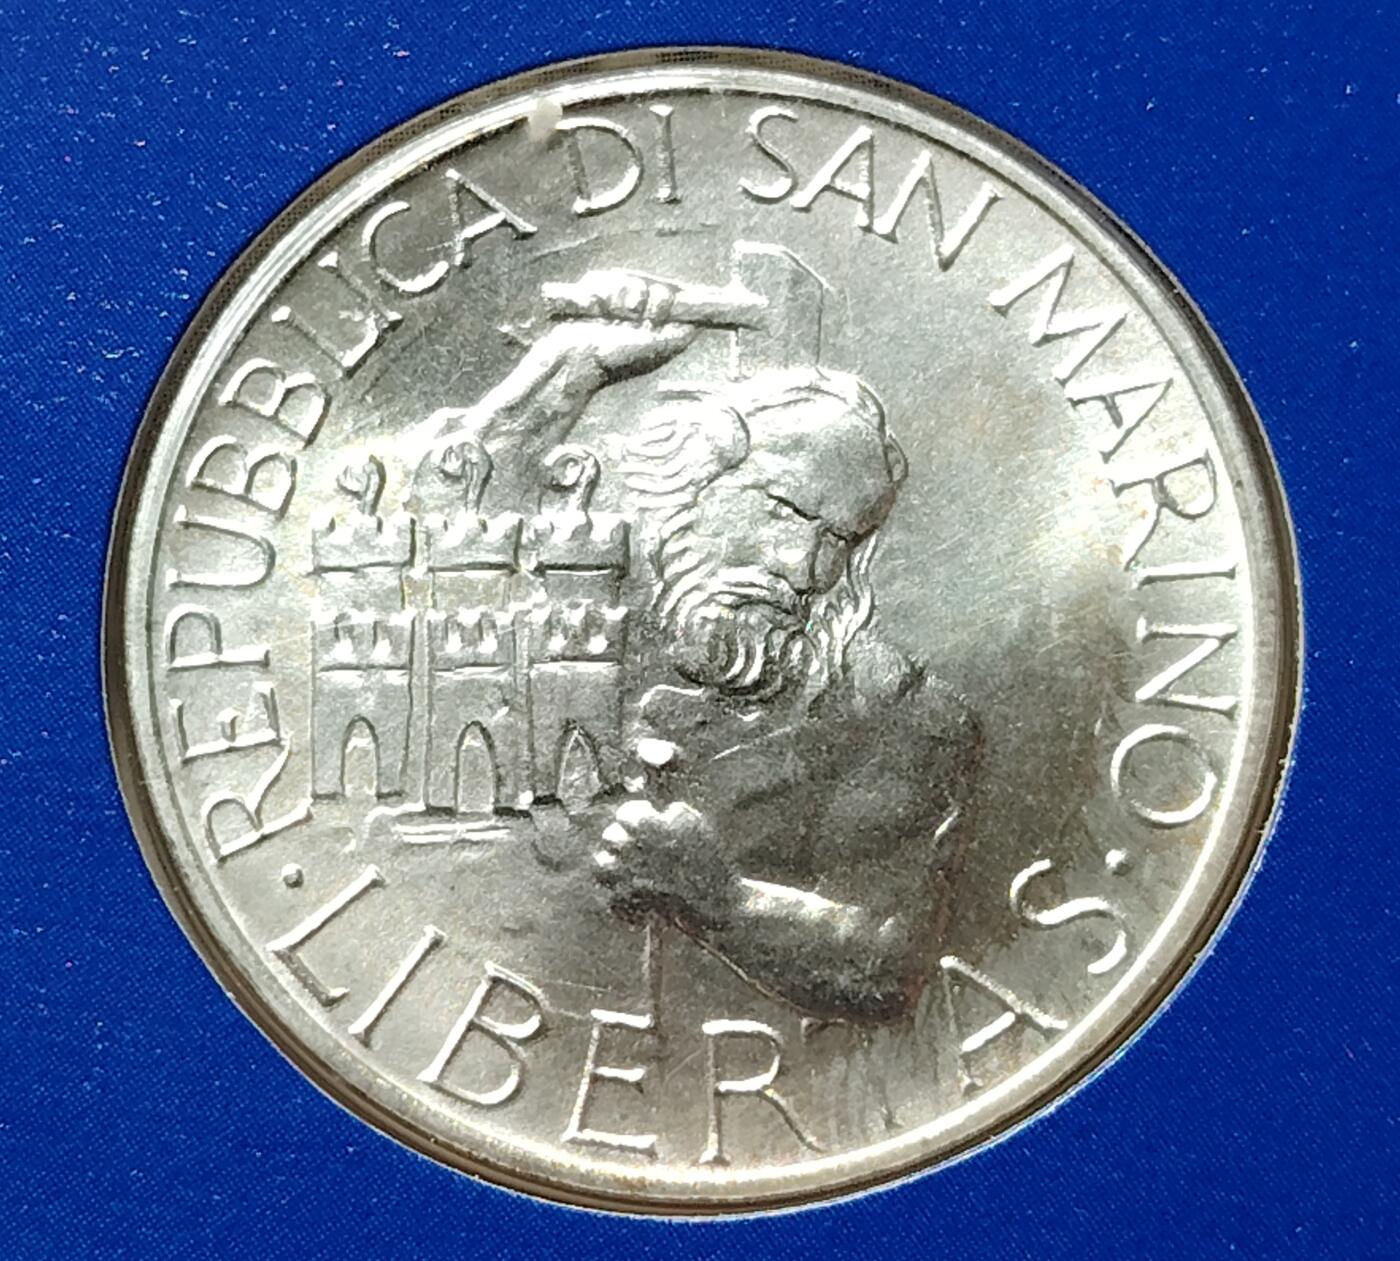 REPUBBLICA DI SAN MARINO
· LIBERTAS ·